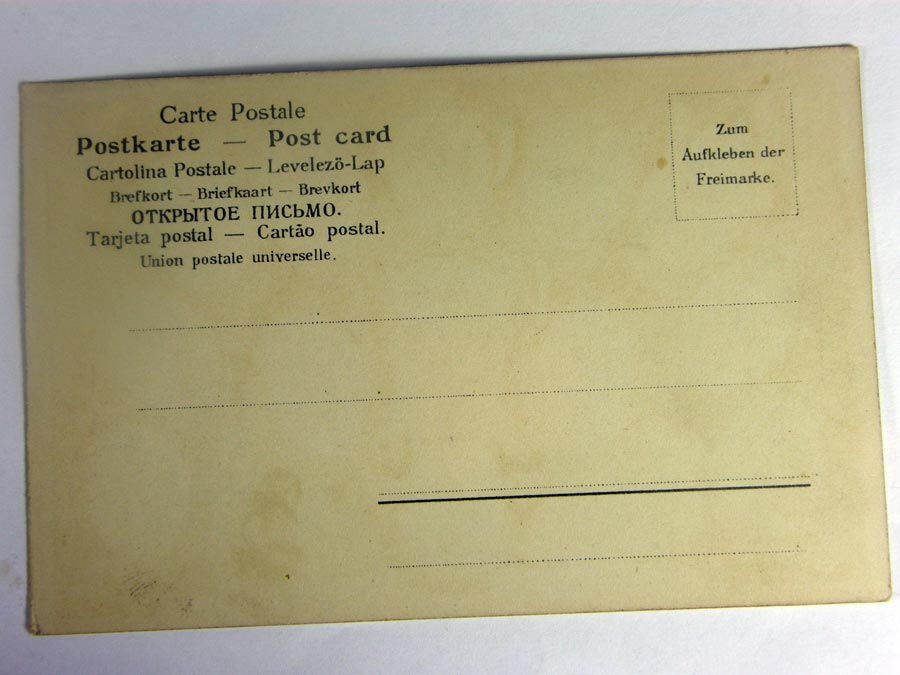 Carte Postale
Postkarte — Post card
Cartolina Postale — Levelezö-Lap
Brefkort — Briefkaart — Brevkort
ОТКРЫТОЕ ПИСЬМО.
Tarjeta postal — Cartão postal.
Union postale universelle.
Zum
Aufkleben der
Freimarke.